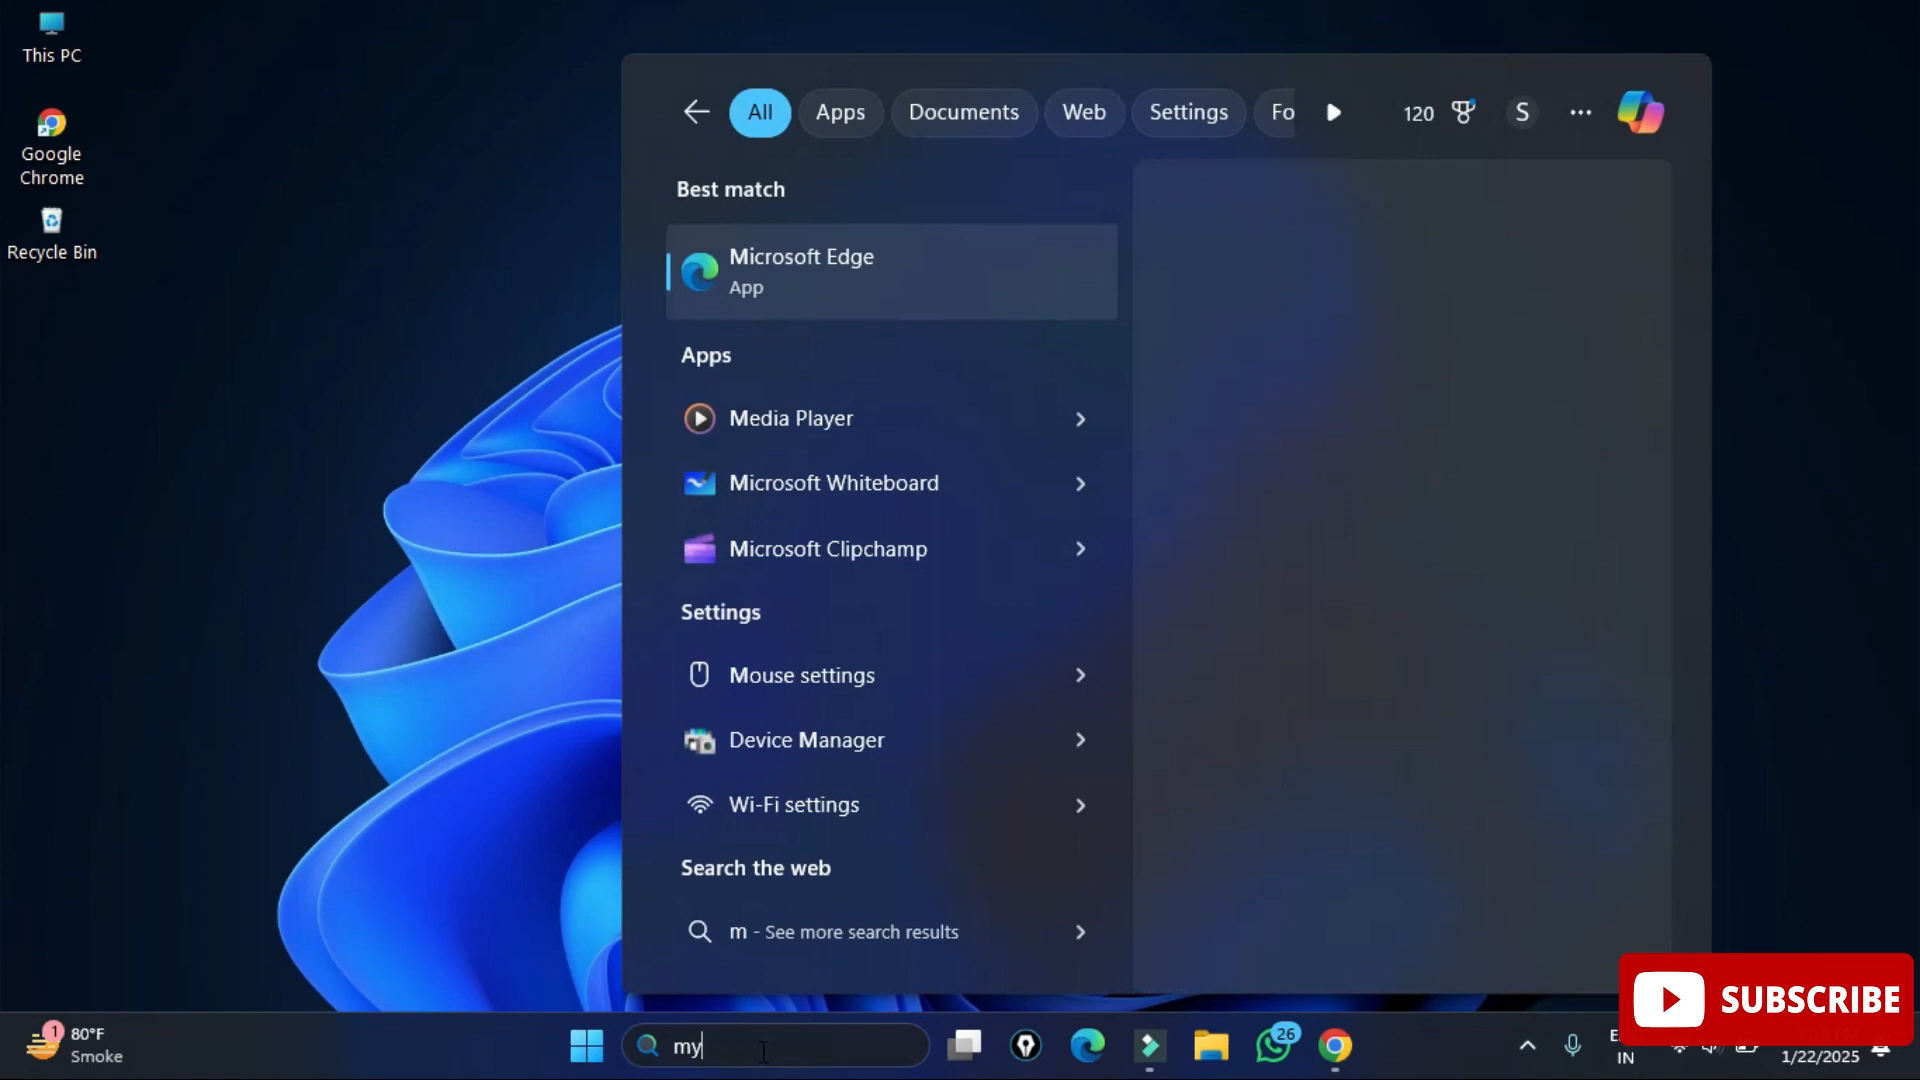 This PC
Google
Chrome
Recycle Bin
All
Apps
Documents
Web
Settings
Fo
120
S
Best match
Microsoft Edge
App
Apps
Media Player
Microsoft Whiteboard
Microsoft Clipchamp
Settings
Mouse settings
Device Manager
Wi-Fi settings
Search the web
m - See more search results
SUBSCRIBE
1
80°F
Smoke
my
26
IN
1/22/2025